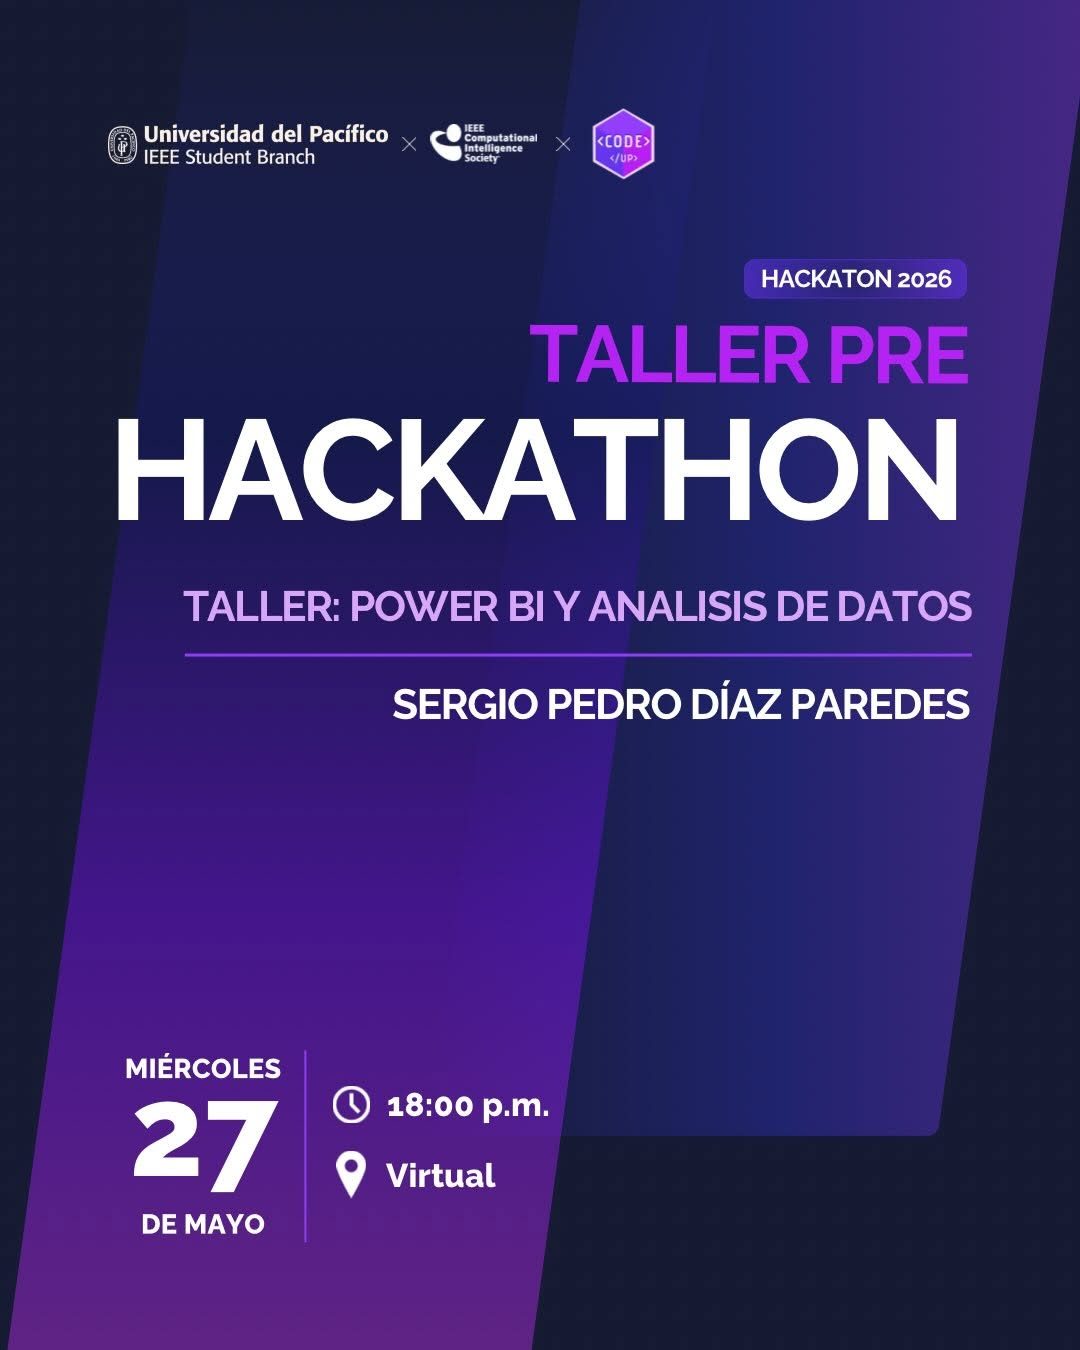 Universidad del Pacífico
IEEE Student Branch
IEEE
Computational
Intelligence
Society
<CODE>
</UP>
HACKATON 2026
TALLER PRE
HACKATHON
TALLER: POWER BI Y ANALISIS DE DATOS
SERGIO PEDRO DÍAZ PAREDES
MIÉRCOLES
27
DE MAYO
18:00 p.m.
Virtual